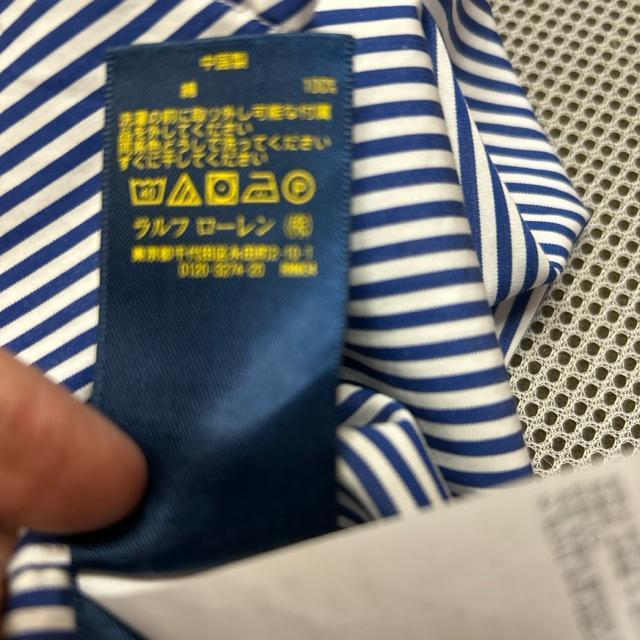 中国製
綿 100%
洗濯の前に取り外し可能な付属
品を外してください
同系色どうしで洗ってください
すぐに干してください
ラルフ ローレン (株)
東京都千代田区永田町2-10-1
0120-3274-20